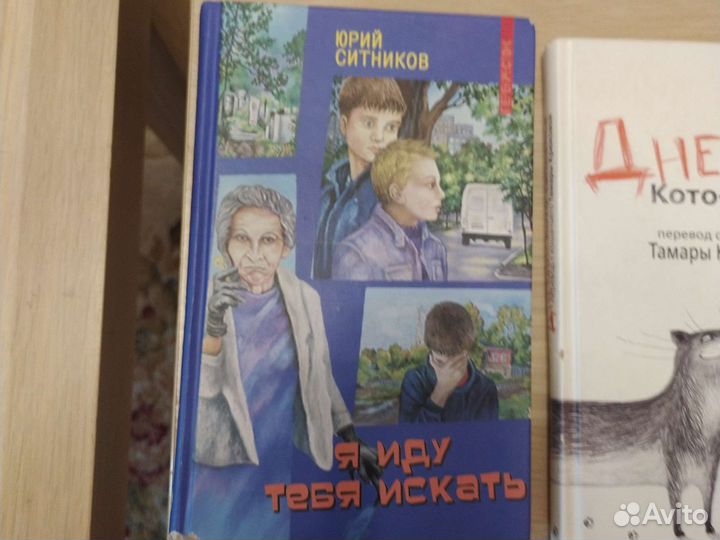 ЮРИЙ
СИТНИКОВ
Я ИДУ
ТЕБЯ ИСКАТЬ
ДНЕ
Кото
перевод с
Тамары К
Avito